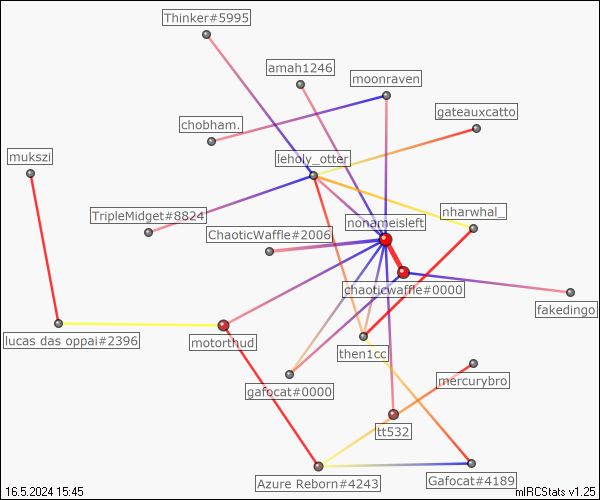 Thinker#5995
amah1246
moonraven
gateauxcatto
chobham.
mukszi
leholy_otter
TripleMidget#8824
nharwhal_
nonameisleft
ChaoticWaffle#2006
chaoticwaffle#0000
fakedingo
lucas das oppai#2396
motorthud
then1cc
mercurybro
gafocat#0000
tt532
Azure Reborn#4243
Gafocat#4189
16.5.2024 15:45
mIRCStats v1.25